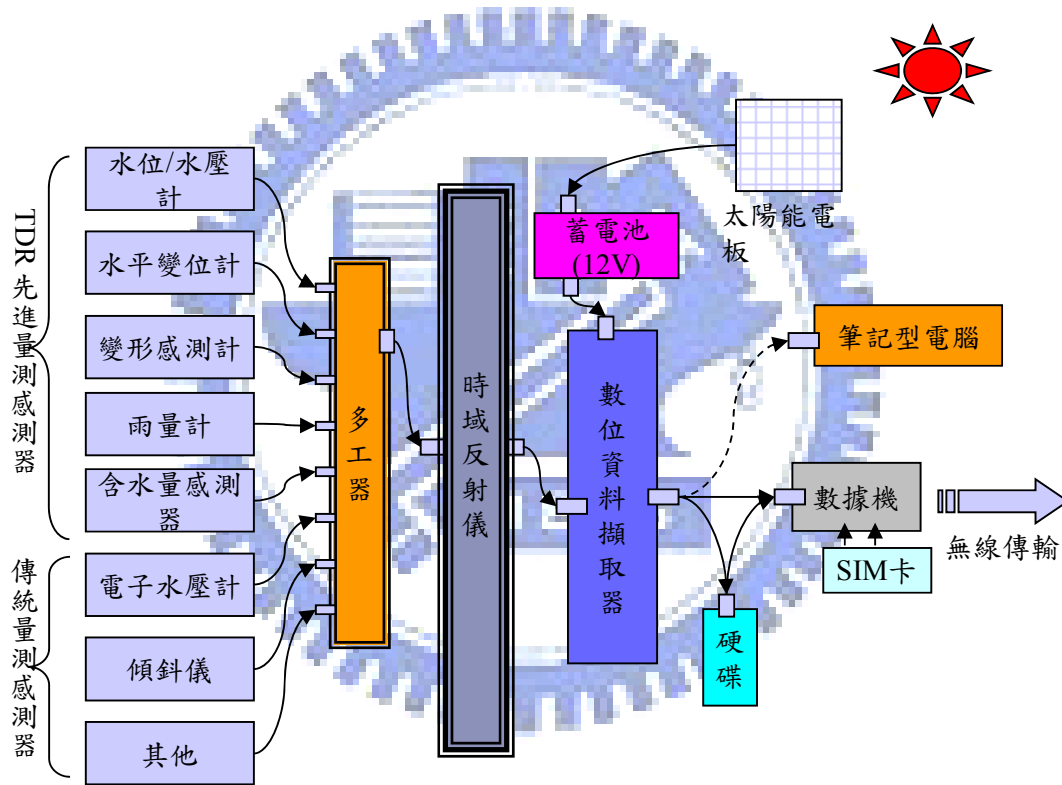 TDR先進量測感測器
水位/水壓
計
水平變位計
變形感測計
雨量計
含水量感測
器
傳統量測感測器
電子水壓計
傾斜儀
其他
多工器
時域反射儀
太陽能電
板
蓄電池
(12V)
數位資料擷取器
筆記型電腦
數據機
SIM卡
無線傳輸
硬碟